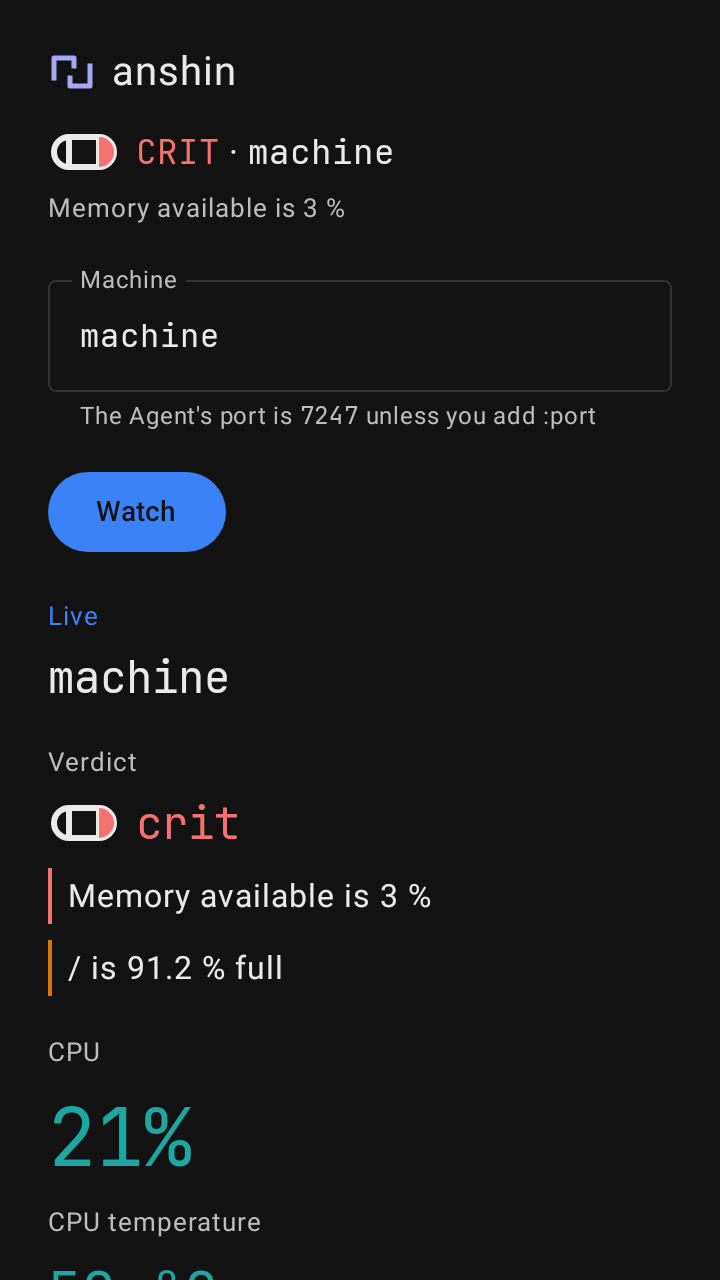 anshin
CRIT · machine
Memory available is 3 %
Machine
machine
The Agent's port is 7247 unless you add :port
Watch
Live
machine
Verdict
crit
Memory available is 3 %
/ is 91.2 % full
CPU
21%
CPU temperature